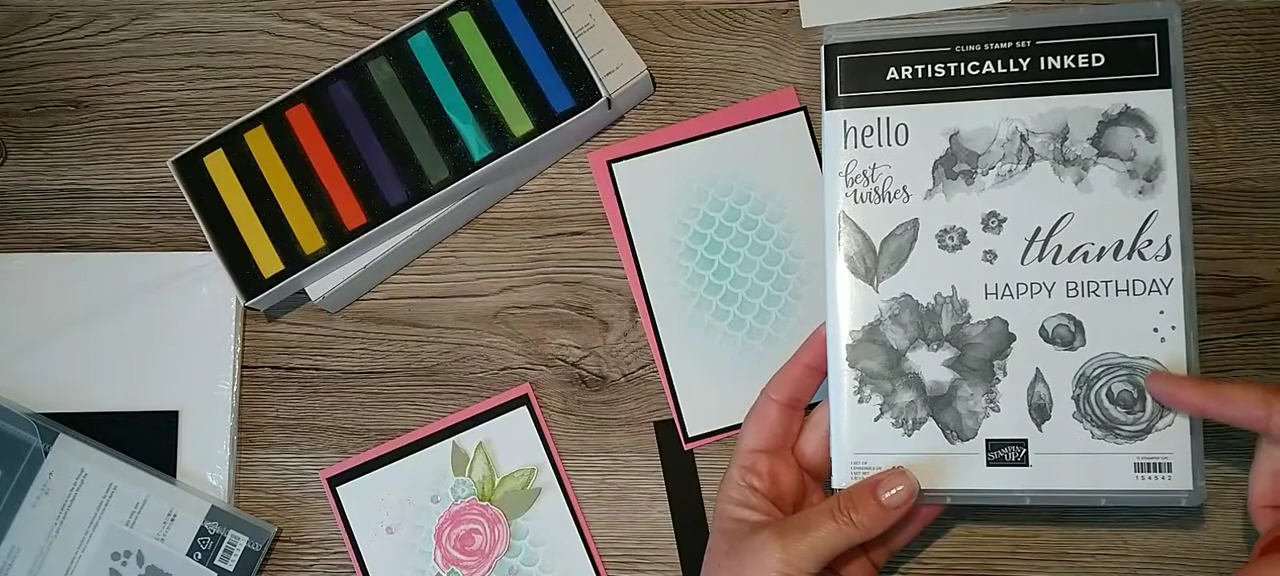 CLING STAMP SET
ARTISTICALLY INKED
hello
best
wishes
thanks
HAPPY BIRTHDAY
STAMPIN' UP!
154542